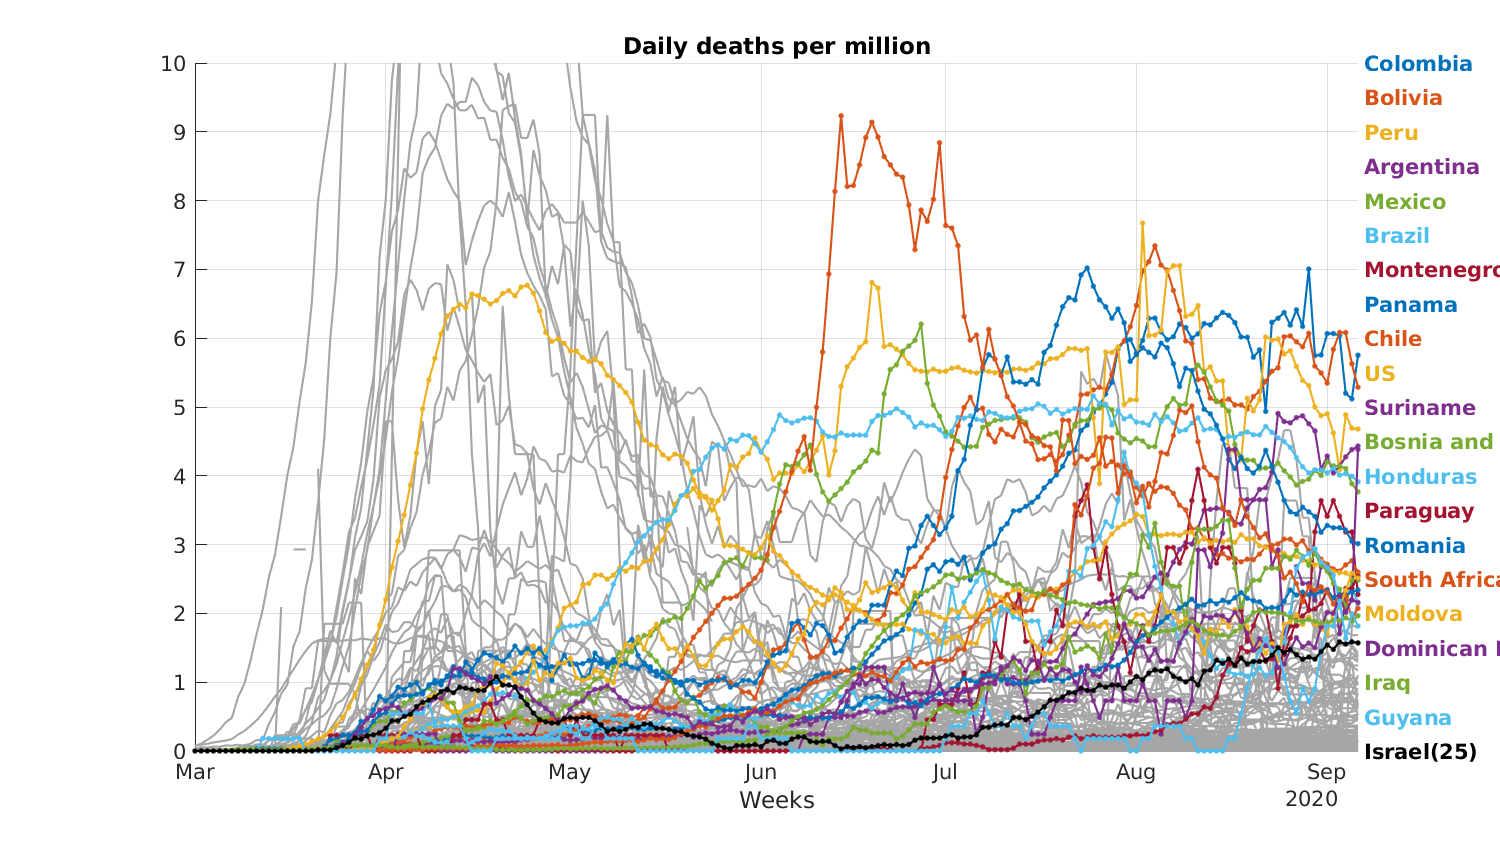 Daily deaths per million
10
9
8
7
6
5
4
3
2
1
0
Mar Apr May Jun Jul Aug Sep
2020
Weeks
Colombia
Bolivia
Peru
Argentina
Mexico
Brazil
Montenegro
Panama
Chile
US
Suriname
Bosnia and
Honduras
Paraguay
Romania
South Africa
Moldova
Dominican
Iraq
Guyana
Israel(25)